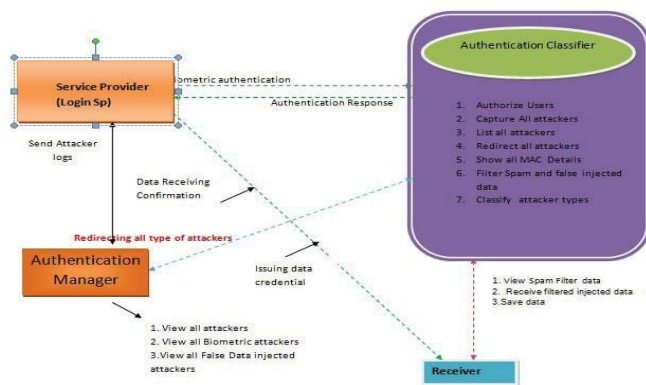 Authentication Classifier
Service Provider
(Login Sp)
iometric authentication
Authentication Response
1. Authorize Users
2. Capture All attackers
3. List all attackers
4. Redirect all attackers
5. Show all MAC Details
6. Filter Spam and false injected
data
7. Classify attacker types
Send Attacker
logs
Data Receiving
Confirmation
Redirecting all type of attackers
Authentication
Manager
Issuing data
credential
1. View all attackers
2. View all Biometric attackers
3.View all False Data injected
attackers
1. View Spam Filter data
2. Receive filtered injected data
3.Save data
Receiver